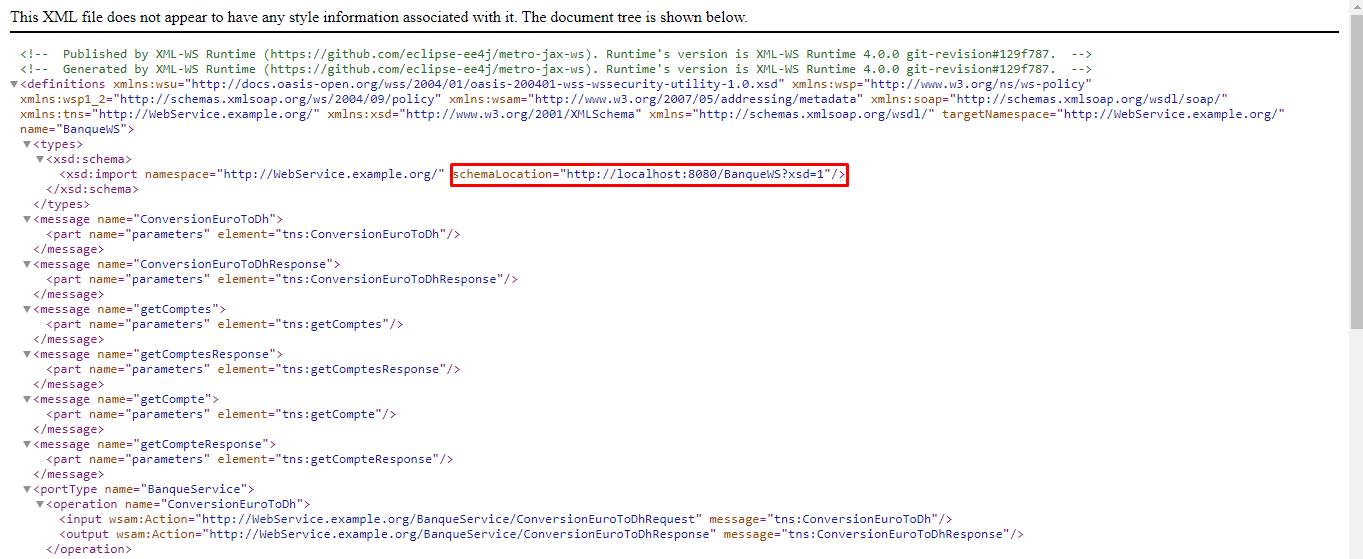 This XML file does not appear to have any style information associated with it. The document tree is shown below.
<!-- Published by XML-WS Runtime (https://github.com/eclipse-ee4j/metro-jax-ws). Runtime's version is XML-WS Runtime 4.0.0 git-revision#129f787. -->
<!-- Generated by XML-WS Runtime (https://github.com/eclipse-ee4j/metro-jax-ws). Runtime's version is XML-WS Runtime 4.0.0 git-revision#129f787. -->
<definitions xmlns:wsu="http://docs.oasis-open.org/wss/2004/01/oasis-200401-wss-wssecurity-utility-1.0.xsd" xmlns:wsp="http://www.w3.org/ns/ws-policy"
xmlns:wsp1_2="http://schemas.xmlsoap.org/ws/2004/09/policy" xmlns:wsam="http://www.w3.org/2007/05/addressing/metadata" xmlns:soap="http://schemas.xmlsoap.org/wsdl/soap/"
xmlns:tns="http://WebService.example.org/" xmlns:xsd="http://www.w3.org/2001/XMLSchema" xmlns="http://schemas.xmlsoap.org/wsdl/" targetNamespace="http://WebService.example.org/"
name="BanqueWS">
<types>
<xsd:schema>
<xsd:import namespace="http://WebService.example.org/" schemaLocation="http://localhost:8080/BanqueWS?xsd=1"/>
</xsd:schema>
</types>
<message name="ConversionEuroToDh">
<part name="parameters" element="tns:ConversionEuroToDh"/>
</message>
<message name="ConversionEuroToDhResponse">
<part name="parameters" element="tns:ConversionEuroToDhResponse"/>
</message>
<message name="getComptes">
<part name="parameters" element="tns:getComptes"/>
</message>
<message name="getComptesResponse">
<part name="parameters" element="tns:getComptesResponse"/>
</message>
<message name="getCompte">
<part name="parameters" element="tns:getCompte"/>
</message>
<message name="getCompteResponse">
<part name="parameters" element="tns:getCompteResponse"/>
</message>
<portType name="BanqueService">
<operation name="ConversionEuroToDh">
<input wsam:Action="http://WebService.example.org/BanqueService/ConversionEuroToDhRequest" message="tns:ConversionEuroToDh"/>
<output wsam:Action="http://WebService.example.org/BanqueService/ConversionEuroToDhResponse" message="tns:ConversionEuroToDhResponse"/>
</operation>